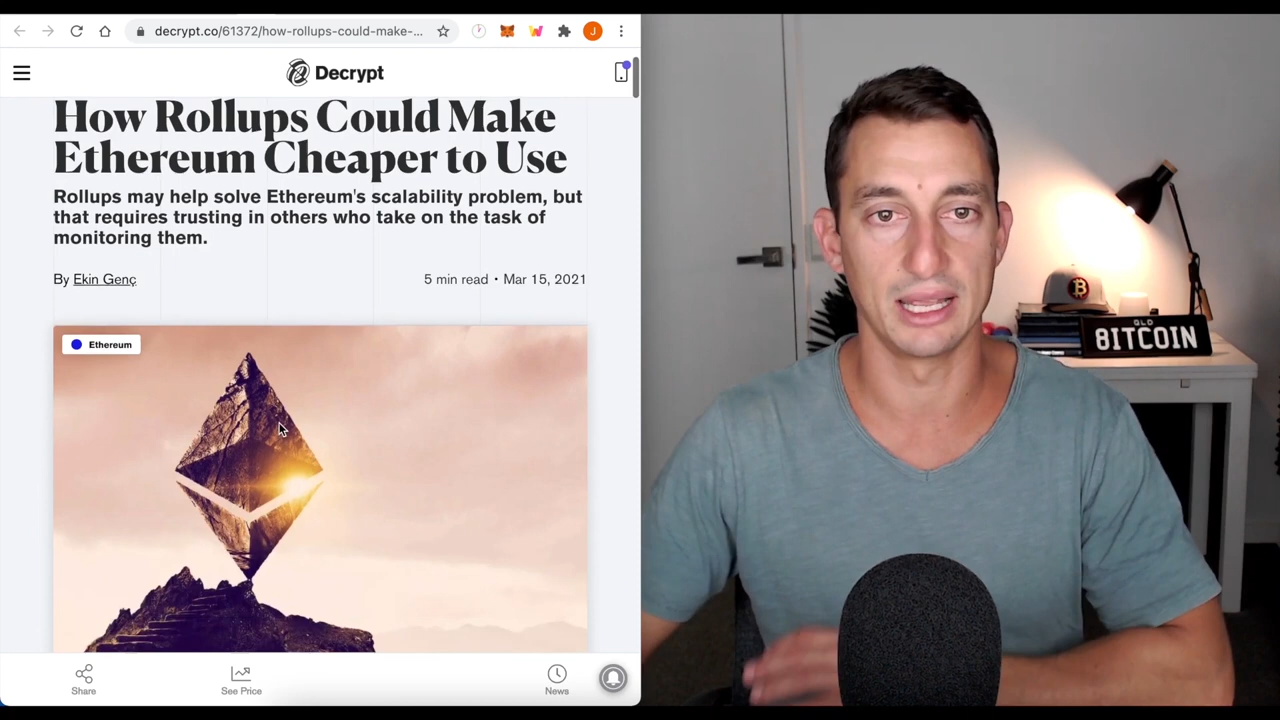 decrypt.co/61372/how-rollups-could-make-...
J
Decrypt
How Rollups Could Make
Ethereum Cheaper to Use
Rollups may help solve Ethereum's scalability problem, but
that requires trusting in others who take on the task of
monitoring them.
By Ekin Genç
5 min read • Mar 15, 2021
Ethereum
Share
See Price
News
B
QLD
8ITCOIN